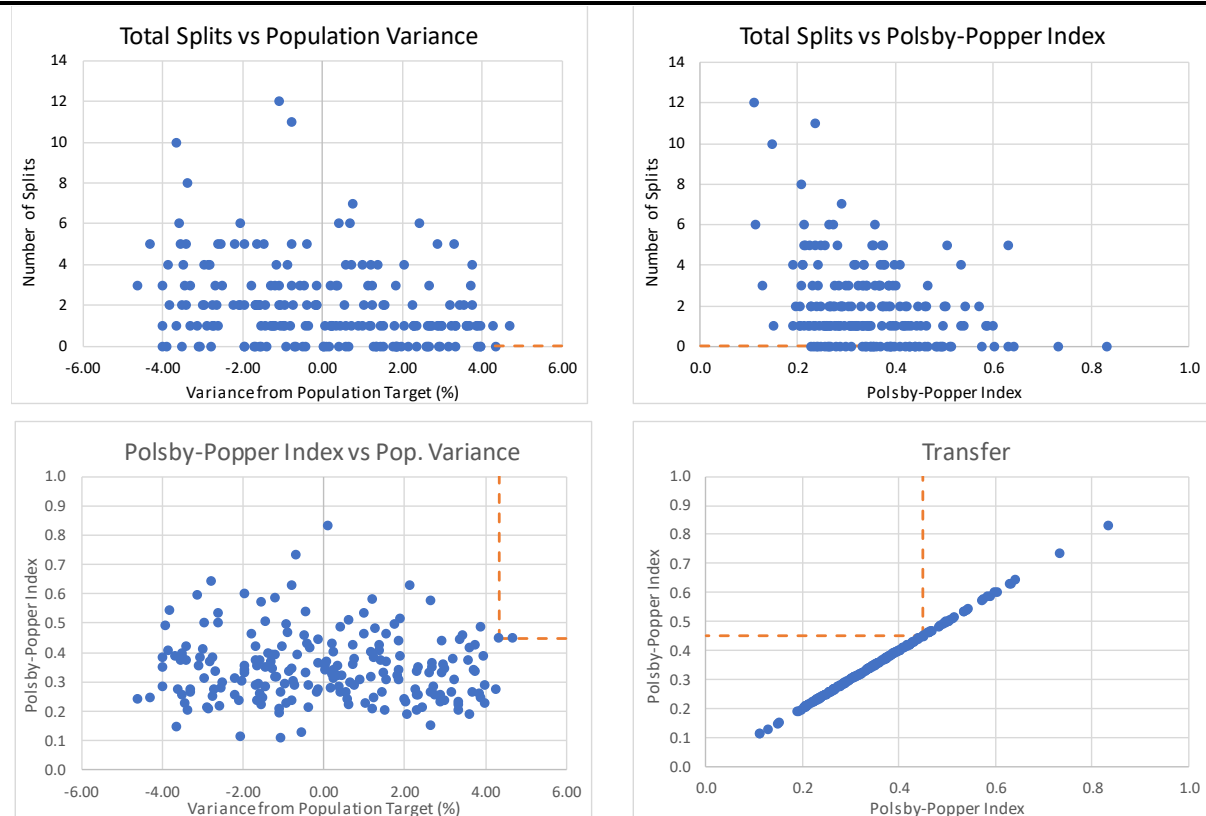 Total Splits vs Population Variance
14
12
10
8
6
4
2
0
Number of Splits
-6.00 -4.00 -2.00 0.00 2.00 4.00 6.00
Variance from Population Target (%)
Total Splits vs Polsby-Popper Index
14
12
10
8
6
4
2
0
Number of Splits
0.0 0.2 0.4 0.6 0.8 1.0
Polsby-Popper Index
Polsby-Popper Index vs Pop. Variance
1.0
0.9
0.8
0.7
0.6
0.5
0.4
0.3
0.2
0.1
0.0
Polsby-Popper Index
-6.00 -4.00 -2.00 0.00 2.00 4.00 6.00
Variance from Population Target (%)
Transfer
1.0
0.9
0.8
0.7
0.6
0.5
0.4
0.3
0.2
0.1
0.0
Polsby-Popper Index
0.0 0.2 0.4 0.6 0.8 1.0
Polsby-Popper Index